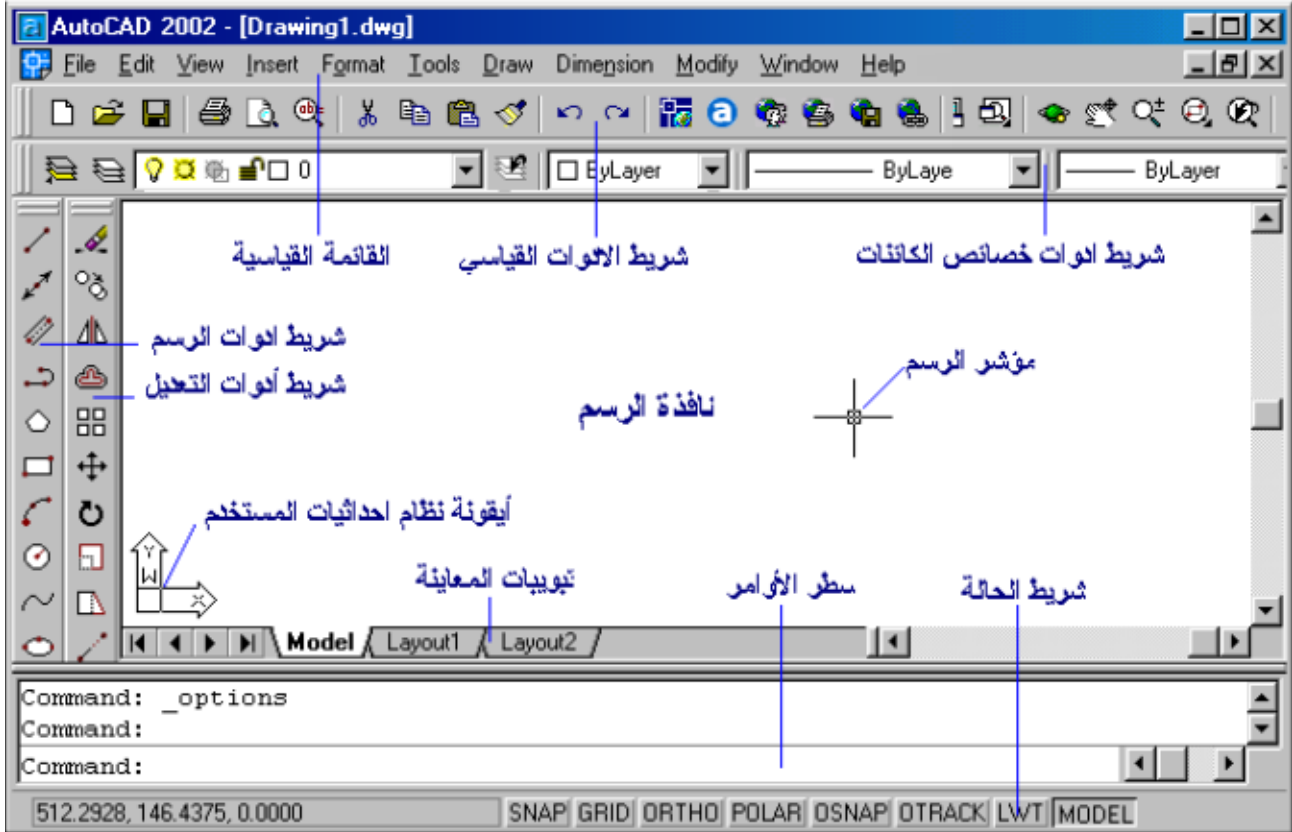 AutoCAD 2002 - [Drawing1.dwg]
File Edit View Insert Format Tools Draw Dimension Modify Window Help
0 ByLayer ByLaye ByLayer
القائمة القياسية
شريط الادوات القياسي
شريط ادوات خصائص الكائنات
شريط ادوات الرسم
شريط أدوات التعديل
مؤشر الرسم
نافذة الرسم
أيقونة نظام احداثيات المستخدم
Y
W
X
تبويبات المعاينة
سطر الأوامر
شريط الحالة
Model Layout1 Layout2
Command: _options
Command:
Command:
512.2928, 146.4375, 0.0000 SNAP GRID ORTHO POLAR OSNAP OTRACK LWT MODEL